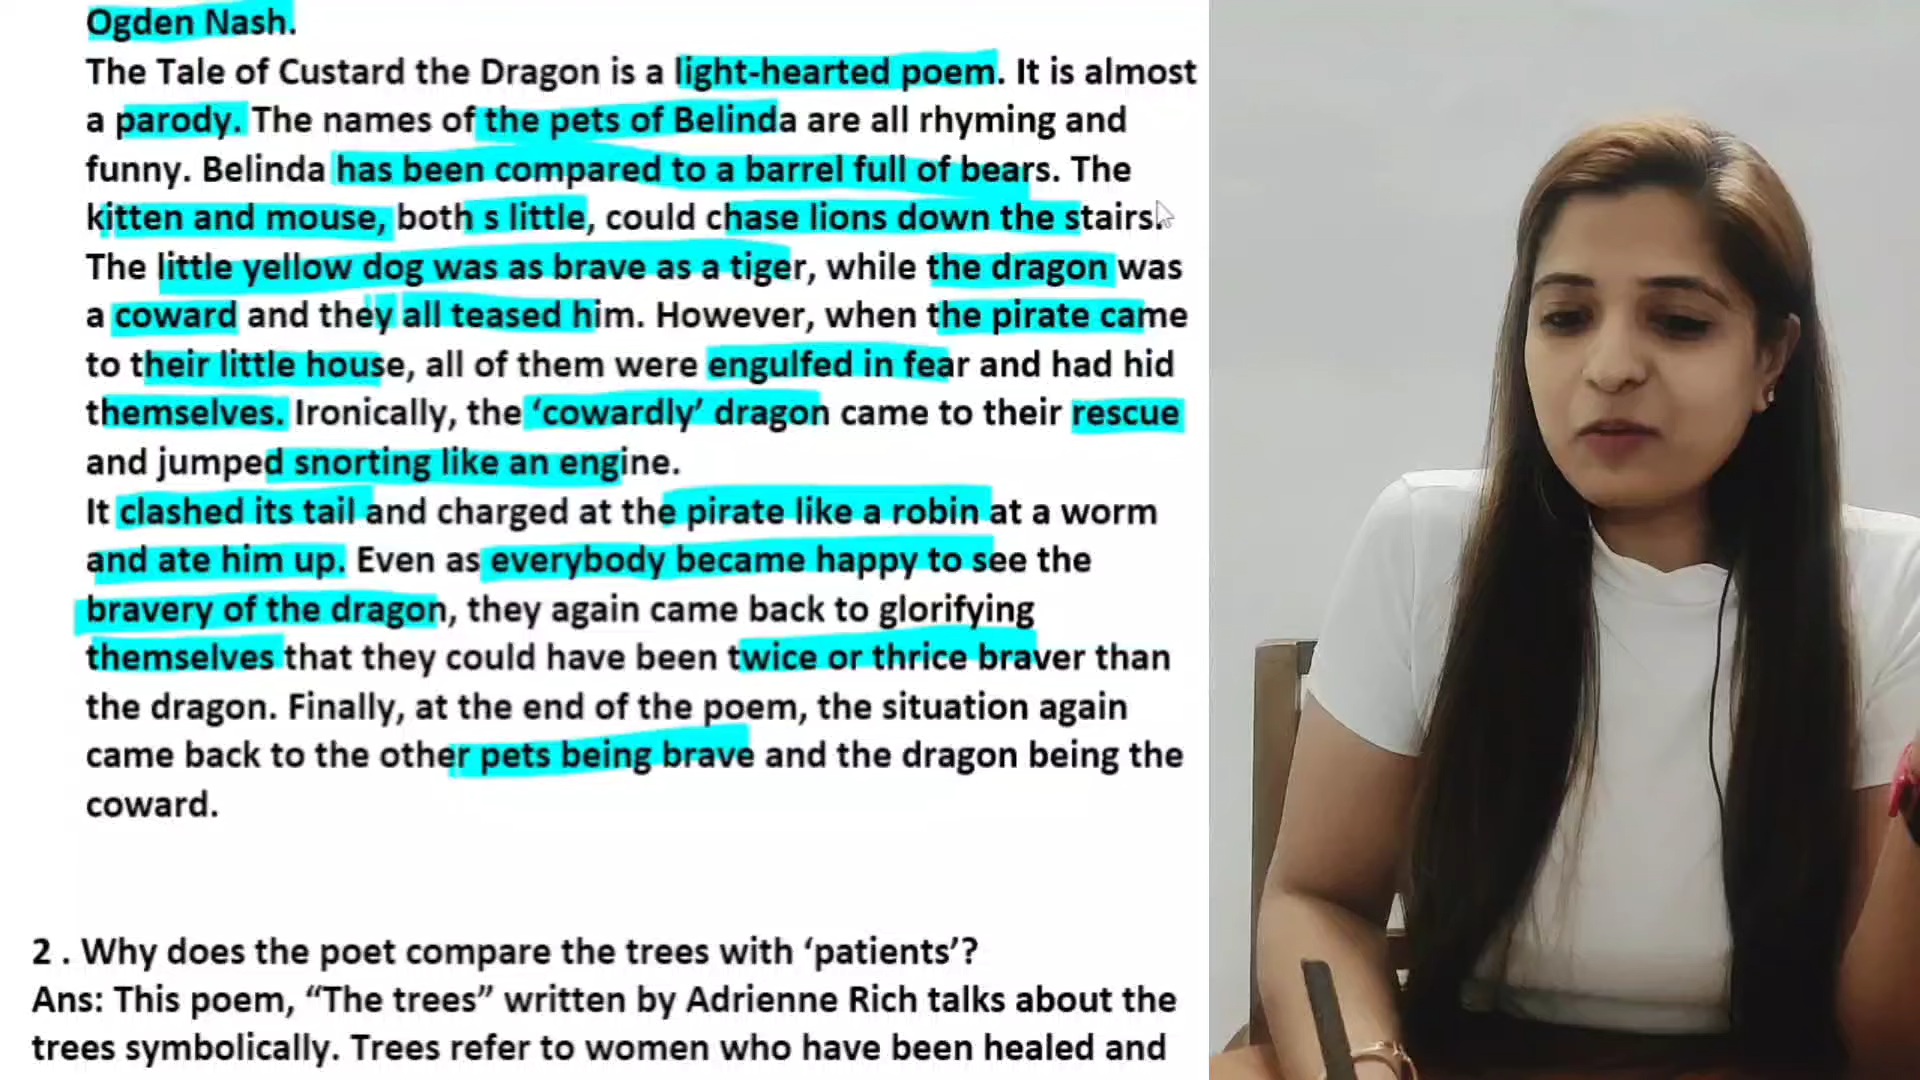 Ogden Nash.
The Tale of Custard the Dragon is a light-hearted poem. It is almost
a parody. The names of the pets of Belinda are all rhyming and
funny. Belinda has been compared to a barrel full of bears. The
kitten and mouse, both s little, could chase lions down the stairs.
The little yellow dog was as brave as a tiger, while the dragon was
a coward and they all teased him. However, when the pirate came
to their little house, all of them were engulfed in fear and had hid
themselves. Ironically, the ‘cowardly’ dragon came to their rescue
and jumped snorting like an engine.
It clashed its tail and charged at the pirate like a robin at a worm
and ate him up. Even as everybody became happy to see the
bravery of the dragon, they again came back to glorifying
themselves that they could have been twice or thrice braver than
the dragon. Finally, at the end of the poem, the situation again
came back to the other pets being brave and the dragon being the
coward.
2 . Why does the poet compare the trees with ‘patients’?
Ans: This poem, “The trees” written by Adrienne Rich talks about the
trees symbolically. Trees refer to women who have been healed and